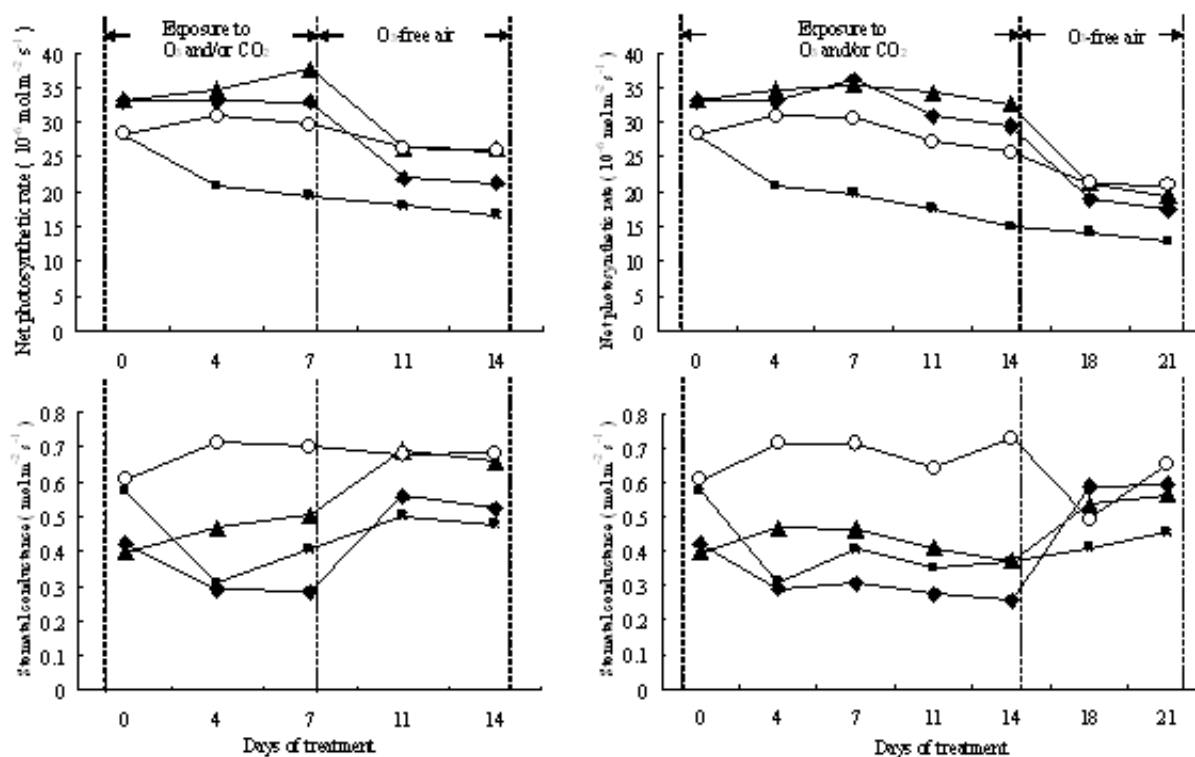 Exposure to
O₃ and/or CO₂
O₃-free air
Net photosynthetic rate ( 10⁻⁶ mol m⁻² s⁻¹ )
40
35
30
25
20
15
10
5
0
0 4 7 11 14
Exposure to
O₃ and/or CO₂
O₃-free air
Net photosynthetic rate ( 10⁻⁶ mol m⁻² s⁻¹ )
40
35
30
25
20
15
10
5
0
0 4 7 11 14 18 21
Stomatal conductance ( mol m⁻² s⁻¹ )
0.8
0.7
0.6
0.5
0.4
0.3
0.2
0.1
0
0 4 7 11 14
Days of treatment
Stomatal conductance ( mol m⁻² s⁻¹ )
0.8
0.7
0.6
0.5
0.4
0.3
0.2
0.1
0
0 4 7 11 14 18 21
Days of treatment